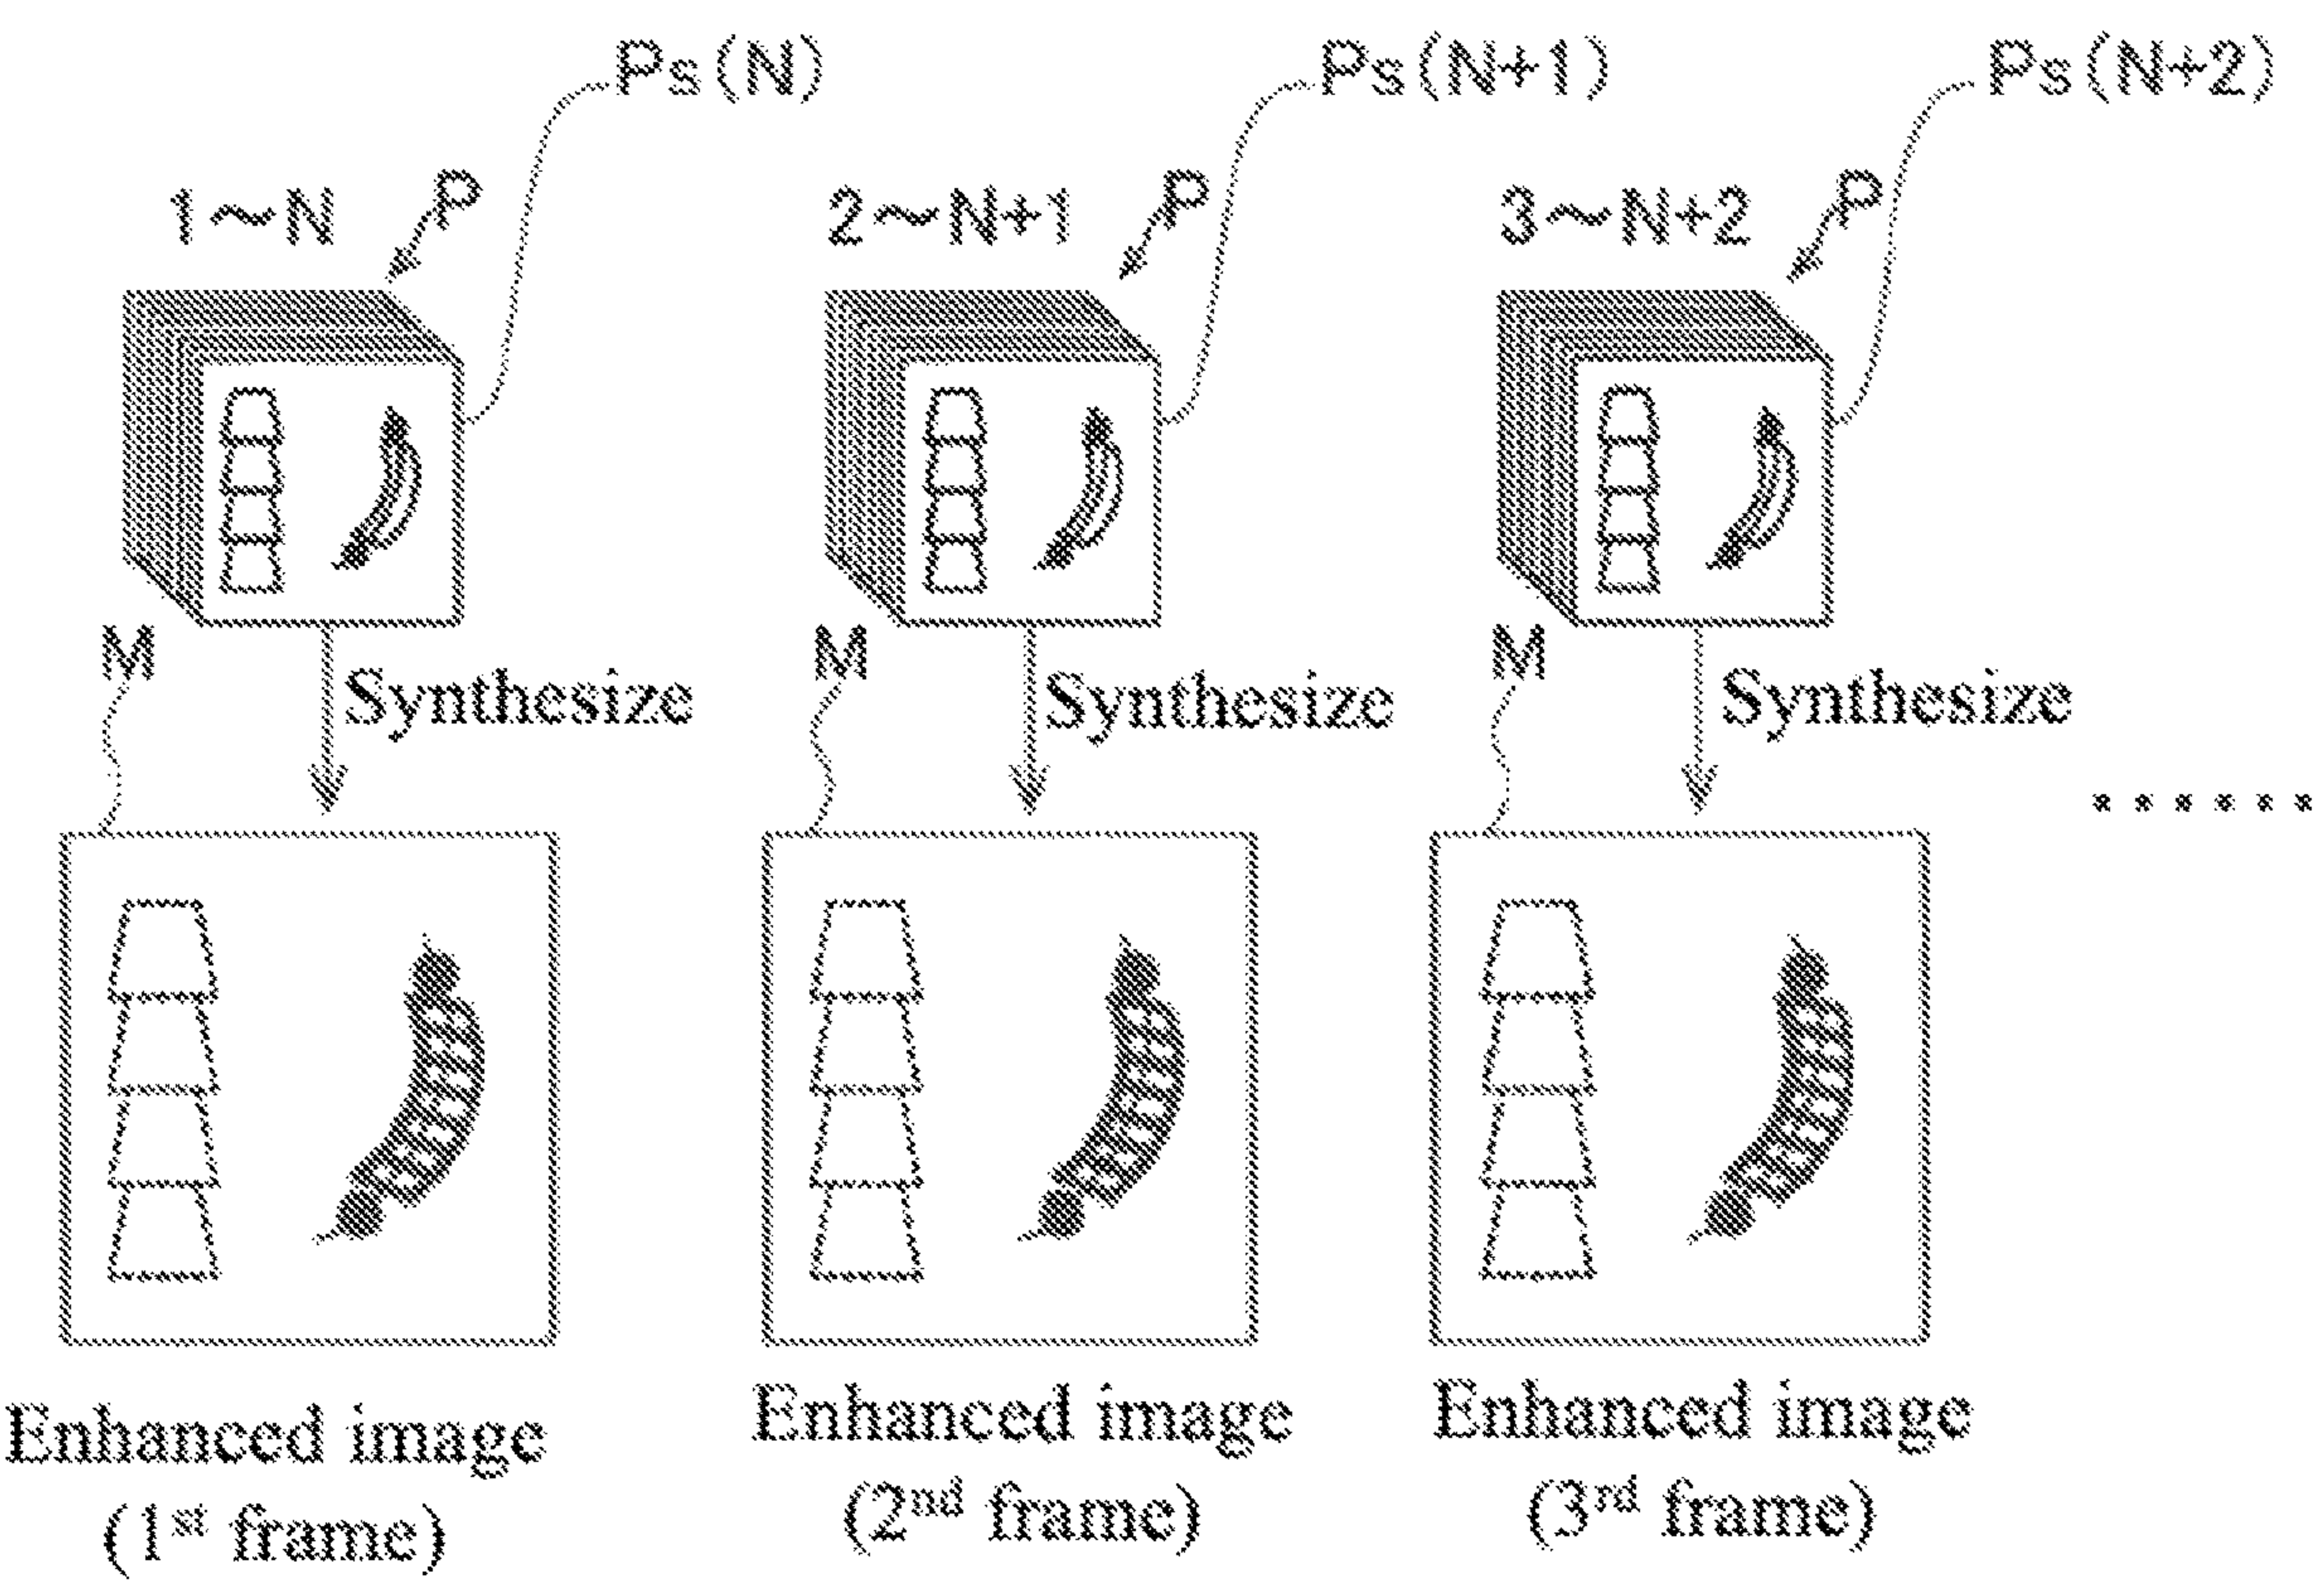 Ps(N) Ps(N+1) Ps(N+2)
1~N P 2~N+1 P 3~N+2 P
M M M
Synthesize Synthesize Synthesize
......
Enhanced image Enhanced image Enhanced image
(1st frame) (2nd frame) (3rd frame)